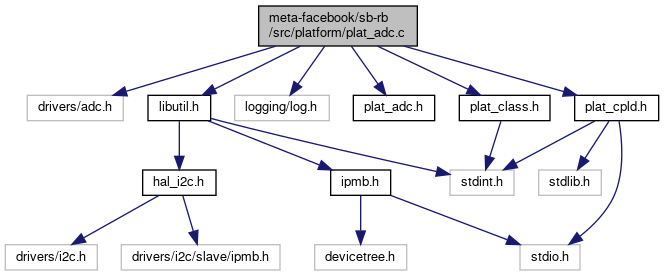 meta-facebook/sb-rb
/src/platform/plat_adc.c
drivers/adc.h
libutil.h
logging/log.h
plat_adc.h
plat_class.h
plat_cpld.h
hal_i2c.h
ipmb.h
stdint.h
stdlib.h
drivers/i2c.h
drivers/i2c/slave/ipmb.h
devicetree.h
stdio.h